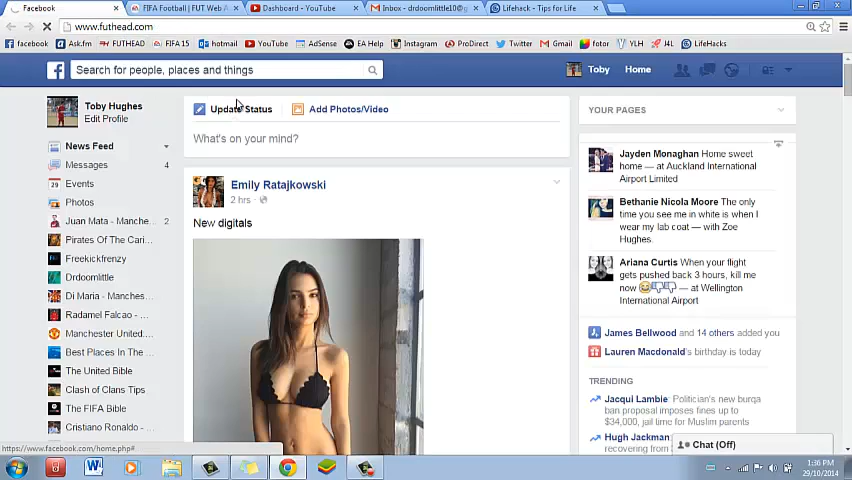 Facebook
FIFA Football | FUT Web A
Dashboard - YouTube
Inbox - drdoomlittle10@g
Lifehack - Tips for Life
www.futhead.com
facebook
Ask.fm
FUTHEAD
FIFA 15
hotmail
YouTube
AdSense
EA Help
Instagram
ProDirect
Twitter
Gmail
fotor
YLH
J4L
LifeHacks
Search for people, places and things
Toby
Home
Toby Hughes
Edit Profile
News Feed
Messages 4
29 Events
Photos
Juan Mata - Manche... 2
Pirates Of The Cari...
Freekickfrenzy
Drdoomlittle
Di Maria - Manches...
Radamel Falcao - ...
Manchester United:...
Best Places In The ...
The United Bible
Clash of Clans Tips
The FIFA Bible
Cristiano Ronaldo - ...
https://www.facebook.com/home.php#
Update Status
Add Photos/Video
What's on your mind?
Emily Ratajkowski
2 hrs ·
New digitals
YOUR PAGES
Jayden Monaghan Home sweet
home — at Auckland International
Airport Limited
Bethanie Nicola Moore The only
time you see me in white is when I
wear my lab coat — with Zoe
Hughes.
Ariana Curtis When your flight
gets pushed back 3 hours, kill me
now 😂👎👎 — at Wellington
International Airport
James Bellwood and 14 others added you
Lauren Macdonald's birthday is today
TRENDING
Jacqui Lambie: Politician's new burqa
ban proposal imposes fines up to
$34,000, jail time for Muslim parents
Hugh Jackman:
recovering from
Chat (Off)
1:36 PM
29/10/2014